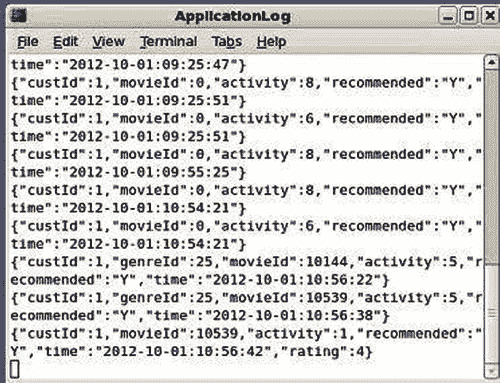 ApplicationLog
File Edit View Terminal Tabs Help
time":"2012-10-01:09:25:47"}
{"custId":1,"movieId":0,"activity":8,"recommended":"Y","
time":"2012-10-01:09:25:51"}
{"custId":1,"movieId":0,"activity":6,"recommended":"Y","
time":"2012-10-01:09:25:51"}
{"custId":1,"movieId":0,"activity":8,"recommended":"Y","
time":"2012-10-01:09:55:25"}
{"custId":1,"movieId":0,"activity":8,"recommended":"Y","
time":"2012-10-01:10:54:21"}
{"custId":1,"movieId":0,"activity":6,"recommended":"Y","
time":"2012-10-01:10:54:21"}
{"custId":1,"genreId":25,"movieId":10144,"activity":5,"r
ecommended":"Y","time":"2012-10-01:10:56:22"}
{"custId":1,"genreId":25,"movieId":10539,"activity":5,"r
ecommended":"Y","time":"2012-10-01:10:56:38"}
{"custId":1,"movieId":10539,"activity":1,"recommended":"
Y","time":"2012-10-01:10:56:42","rating":4}